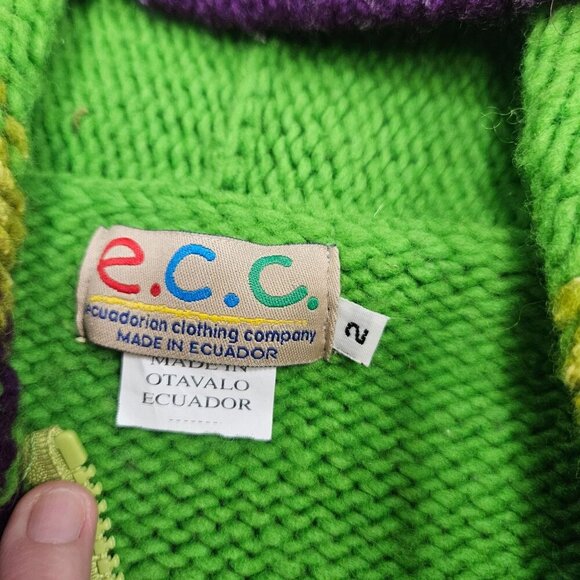 e.c.c.
ecuadorian clothing company
MADE IN ECUADOR
2
MADE IN
OTAVALO
ECUADOR